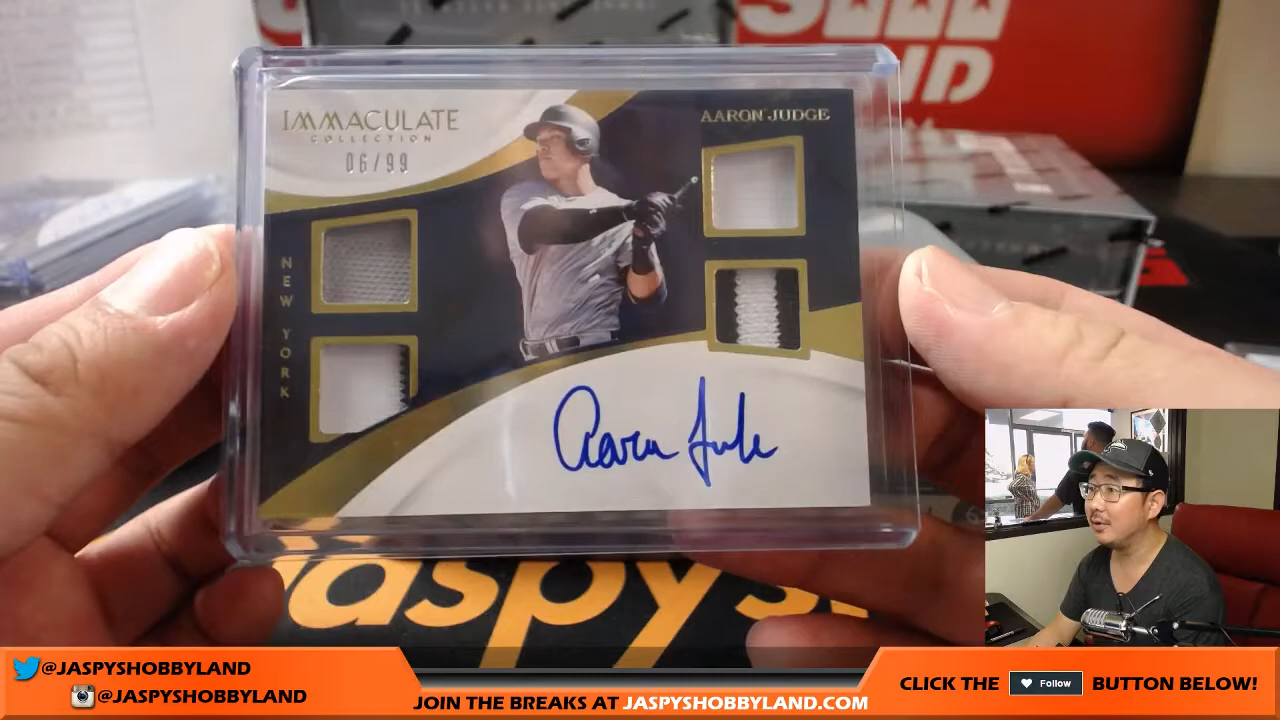 IMMACULATE
COLLECTION
06/99
AARON JUDGE
NEW YORK
Aaron Judge
jaspys
@JASPYSHOBBYLAND
@JASPYSHOBBYLAND
JOIN THE BREAKS AT JASPYSHOBBYLAND.COM
CLICK THE Follow BUTTON BELOW!